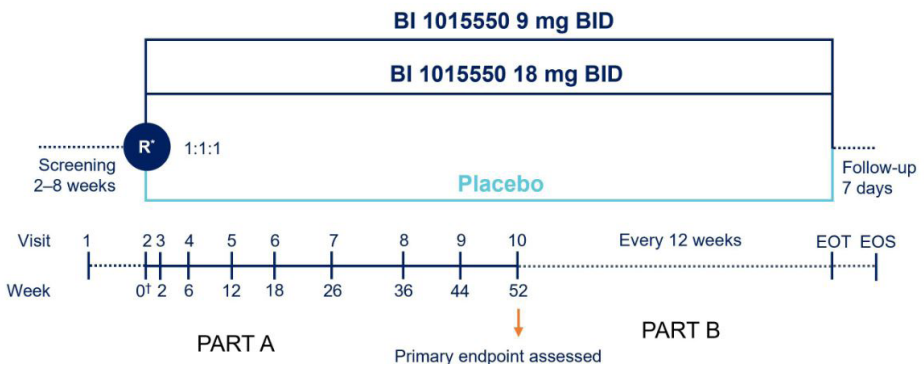 BI 1015550 9 mg BID
BI 1015550 18 mg BID
R*
1:1:1
Screening
2–8 weeks
Placebo
Follow-up
7 days
Visit 1 2 3 4 5 6 7 8 9 10 Every 12 weeks EOT EOS
Week 0† 2 6 12 18 26 36 44 52
PART A
PART B
Primary endpoint assessed